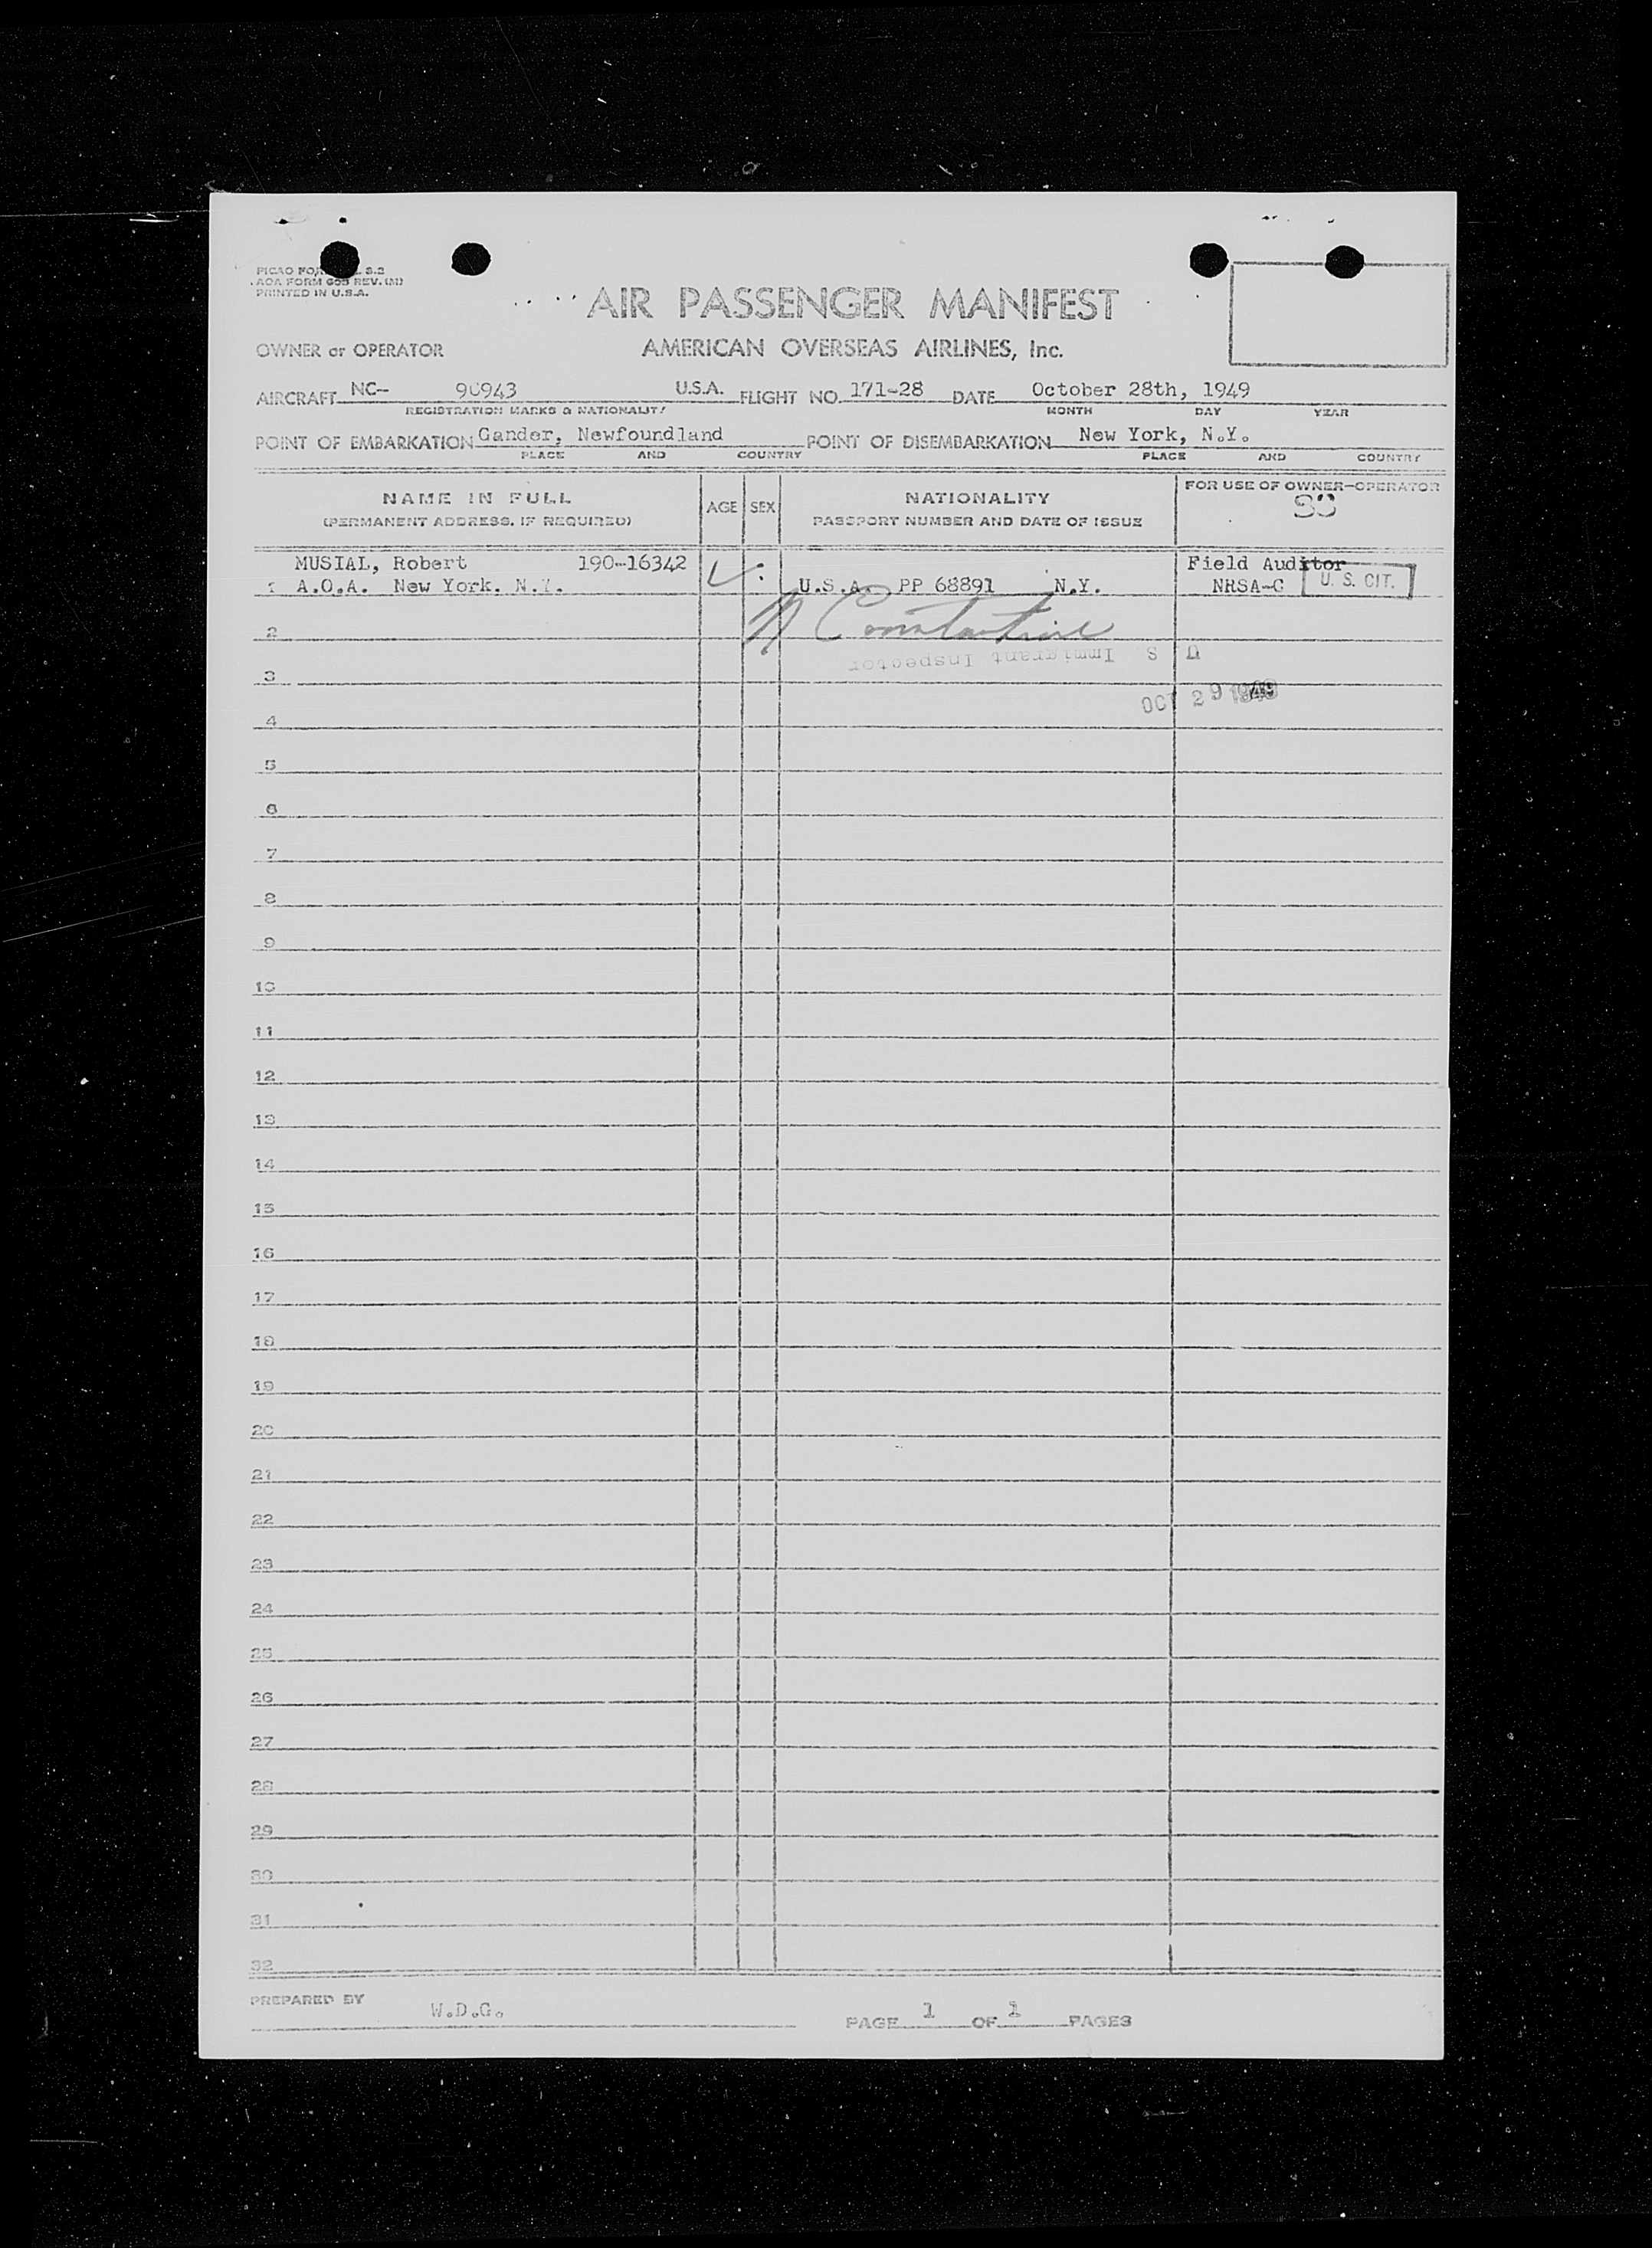 PRINTED IN U.S.A.
AIR PASSENGER MANIFEST
OWNER or OPERATOR AMERICAN OVERSEAS AIRLINES, Inc.
AIRCRAFT NC-- 90943 U.S.A. FLIGHT NO. 171-28 DATE October 28th, 1949
REGISTRATION MARKS & NATIONALITY MONTH DAY YEAR
POINT OF EMBARKATION Gander, Newfoundland POINT OF DISEMBARKATION New York, N.Y.
PLACE AND COUNTRY PLACE AND COUNTRY
NAME IN FULL AGE SEX NATIONALITY FOR USE OF OWNER-OPERATOR
(PERMANENT ADDRESS, IF REQUIRED) PASSPORT NUMBER AND DATE OF ISSUE
MUSIAL, Robert 190-16342 Field Auditor
1 A.O.A. New York, N.Y. U.S.A. PP 68891 N.Y. NRSA-C U. S. CIT.
2 N Constantine
U S Immigrant Inspector
3
OCT 29 1949
4
5
6
7
8
9
10
11
12
13
14
15
16
17
18
19
20
21
22
23
24
25
26
27
28
29
30
31
32
PREPARED BY W.D.G. PAGE 1 OF 1 PAGES